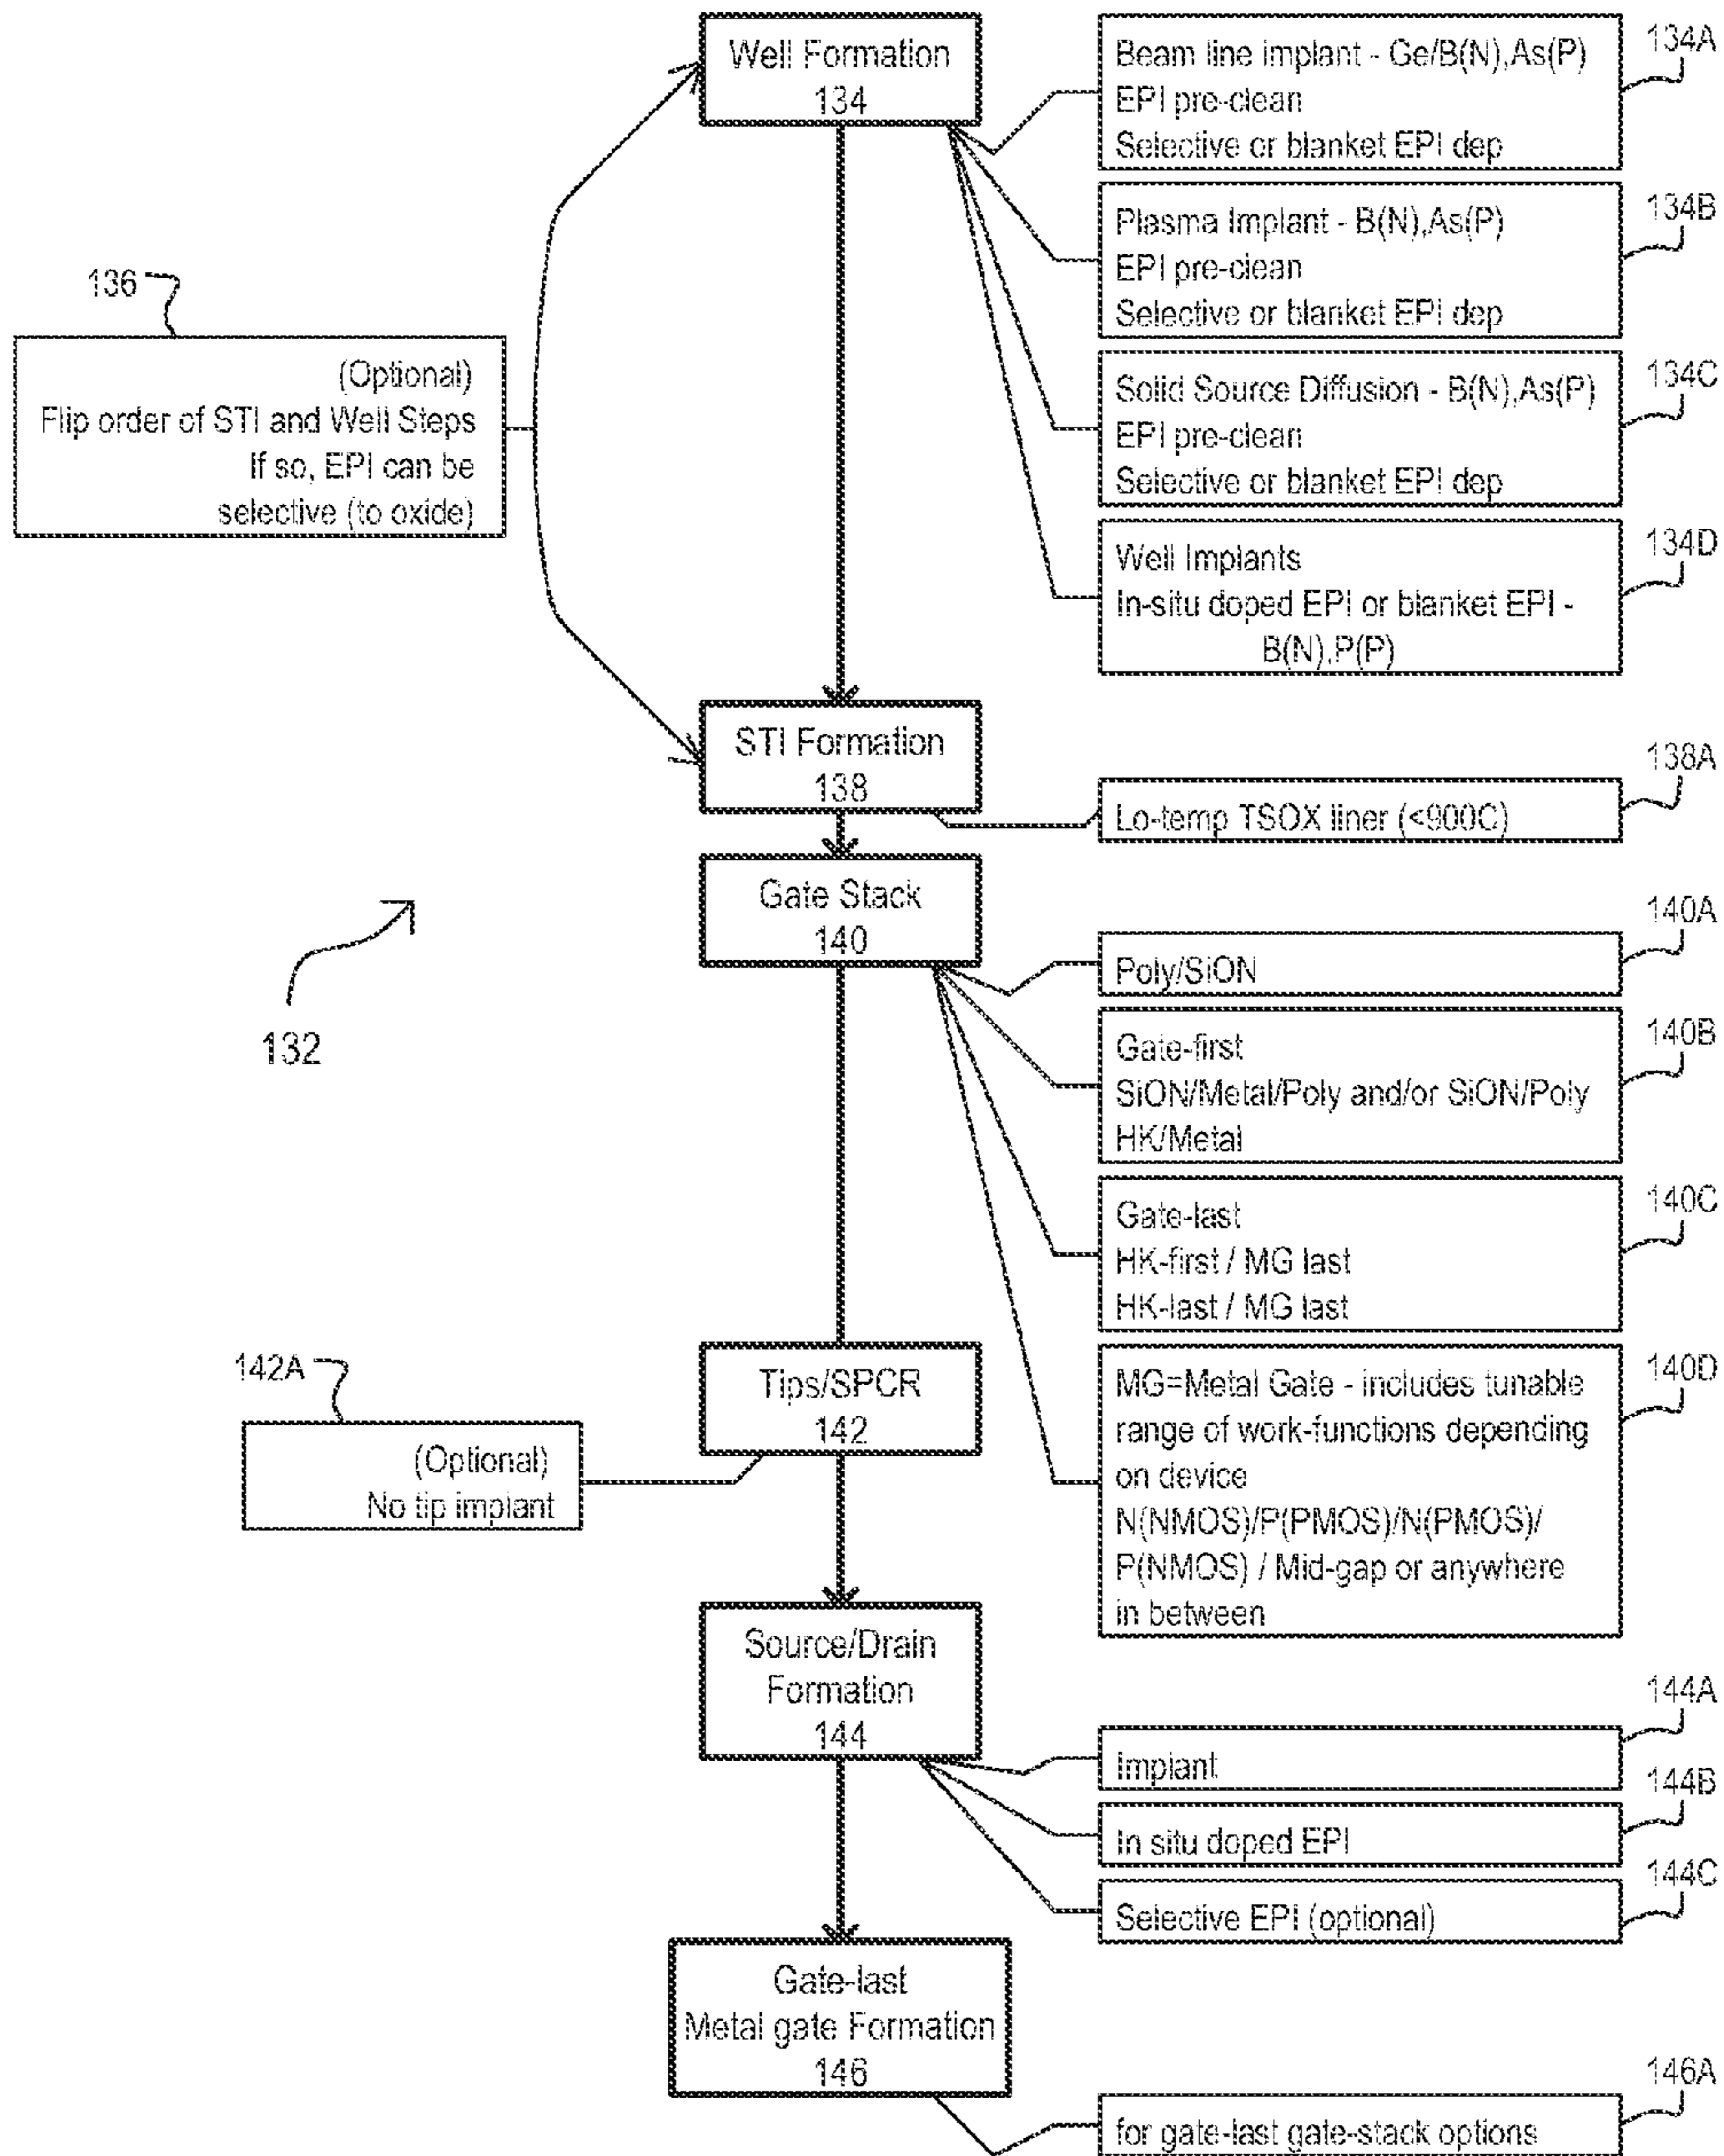 Well Formation
134
Beam line implant - Ge/B(N),As(P)
EPI pre-clean
Selective or blanket EPI dep
134A
Plasma Implant - B(N),As(P)
EPI pre-clean
Selective or blanket EPI dep
134B
136
(Optional)
Flip order of STI and Well Steps
If so, EPI can be
selective (to oxide)
Solid Source Diffusion - B(N),As(P)
EPI pre-clean
Selective or blanket EPI dep
134C
Well Implants
In-situ doped EPI or blanket EPI -
B(N),P(P)
134D
STI Formation
138
Lo-temp TSOX liner (<900C)
138A
Gate Stack
140
132
Poly/SiON
140A
Gate-first
SiON/Metal/Poly and/or SiON/Poly
HK/Metal
140B
Gate-last
HK-first / MG last
HK-last / MG last
140C
Tips/SPCR
142
142A
(Optional)
No tip implant
MG=Metal Gate - includes tunable
range of work-functions depending
on device
N(NMOS)/P(PMOS)/N(PMOS)/
P(NMOS) / Mid-gap or anywhere
in between
140D
Source/Drain
Formation
144
Implant
144A
In situ doped EPI
144B
Selective EPI (optional)
144C
Gate-last
Metal gate Formation
146
for gate-last gate-stack options
146A